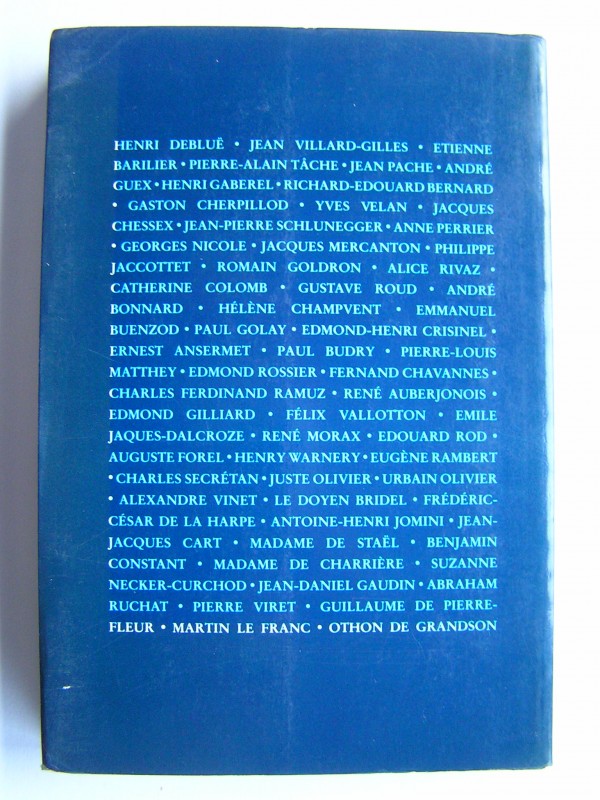 HENRI DEBLUË • JEAN VILLARD-GILLES • ETIENNE
BARILIER • PIERRE-ALAIN TÂCHE • JEAN PACHE • ANDRÉ
GUEX • HENRI GABEREL • RICHARD-EDOUARD BERNARD
• GASTON CHERPILLOD • YVES VELAN • JACQUES
CHESSEX • JEAN-PIERRE SCHLUNEGGER • ANNE PERRIER
• GEORGES NICOLE • JACQUES MERCANTON • PHILIPPE
JACCOTTET • ROMAIN GOLDRON • ALICE RIVAZ •
CATHERINE COLOMB • GUSTAVE ROUD • ANDRÉ
BONNARD • HÉLÈNE CHAMPVENT • EMMANUEL
BUENZOD • PAUL GOLAY • EDMOND-HENRI CRISINEL •
ERNEST ANSERMET • PAUL BUDRY • PIERRE-LOUIS
MATTHEY • EDMOND ROSSIER • FERNAND CHAVANNES •
CHARLES FERDINAND RAMUZ • RENÉ AUBERJONOIS •
EDMOND GILLIARD • FÉLIX VALLOTTON • EMILE
JAQUES-DALCROZE • RENÉ MORAX • EDOUARD ROD •
AUGUSTE FOREL • HENRY WARNERY • EUGÈNE RAMBERT
• CHARLES SECRÉTAN • JUSTE OLIVIER • URBAIN OLIVIER
• ALEXANDRE VINET • LE DOYEN BRIDEL • FRÉDÉRIC-
CÉSAR DE LA HARPE • ANTOINE-HENRI JOMINI • JEAN-
JACQUES CART • MADAME DE STAËL • BENJAMIN
CONSTANT • MADAME DE CHARRIÈRE • SUZANNE
NECKER-CURCHOD • JEAN-DANIEL GAUDIN • ABRAHAM
RUCHAT • PIERRE VIRET • GUILLAUME DE PIERRE-
FLEUR • MARTIN LE FRANC • OTHON DE GRANDSON